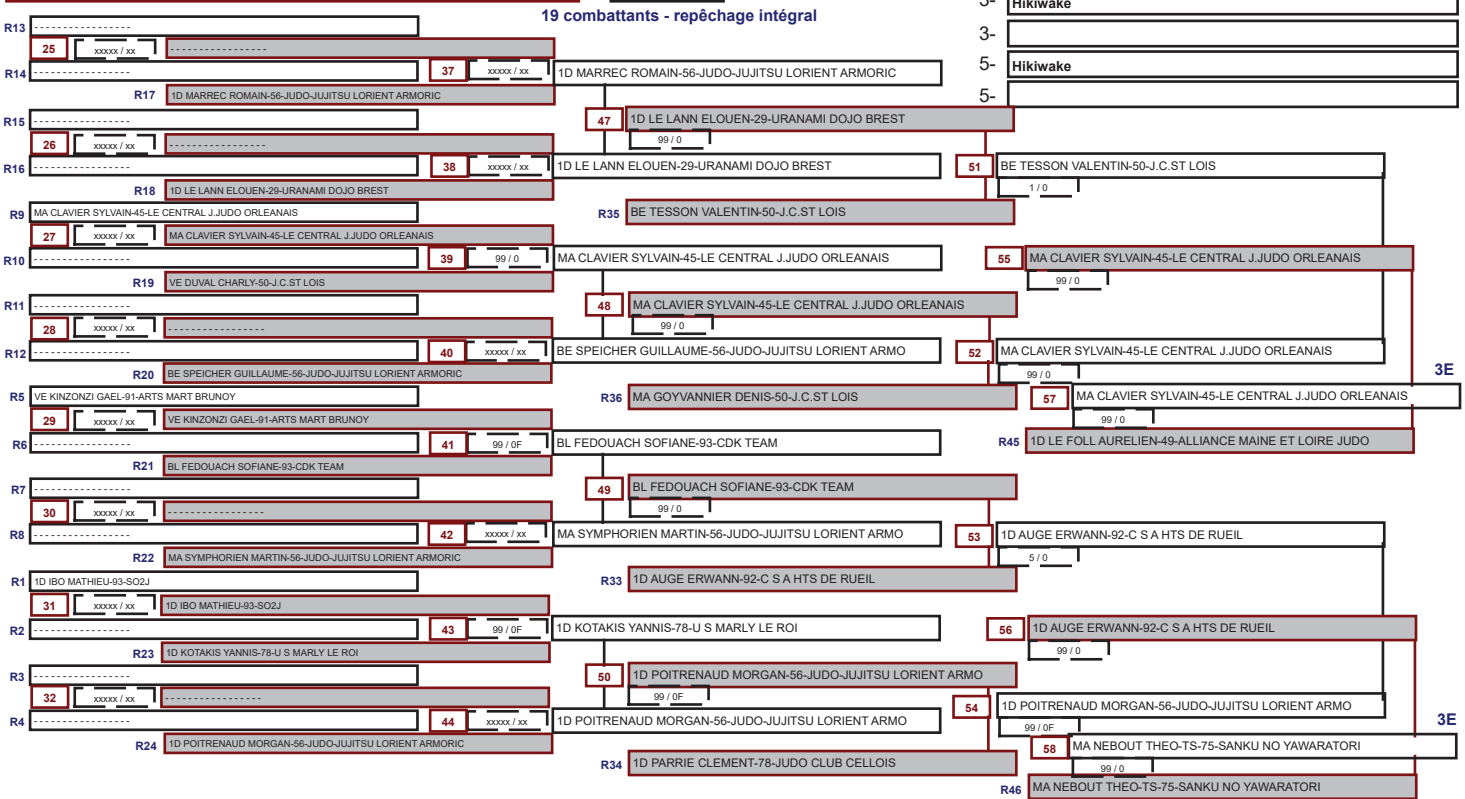 19 combattants - repêchage intégral
Hikiwake
3-
5- Hikiwake
5-
R13 ----------------
25 xxxxx / xx ----------------
R14 ---------------- 37 xxxxx / xx 1D MARREC ROMAIN-56-JUDO-JUJITSU LORIENT ARMORIC
R17 1D MARREC ROMAIN-56-JUDO-JUJITSU LORIENT ARMORIC
R15 ----------------
47 1D LE LANN ELOUEN-29-URANAMI DOJO BREST
99 / 0
26 xxxxx / xx ----------------
R16 ---------------- 38 xxxxx / xx 1D LE LANN ELOUEN-29-URANAMI DOJO BREST
51 BE TESSON VALENTIN-50-J.C.ST LOIS
1 / 0
R18 1D LE LANN ELOUEN-29-URANAMI DOJO BREST
R35 BE TESSON VALENTIN-50-J.C.ST LOIS
R9 MA CLAVIER SYLVAIN-45-LE CENTRAL J.JUDO ORLEANAIS
27 xxxxx / xx MA CLAVIER SYLVAIN-45-LE CENTRAL J.JUDO ORLEANAIS
R10 ---------------- 39 99 / 0 MA CLAVIER SYLVAIN-45-LE CENTRAL J.JUDO ORLEANAIS
55 MA CLAVIER SYLVAIN-45-LE CENTRAL J.JUDO ORLEANAIS
99 / 0
R19 VE DUVAL CHARLY-50-J.C.ST LOIS
R11 ----------------
48 MA CLAVIER SYLVAIN-45-LE CENTRAL J.JUDO ORLEANAIS
99 / 0
28 xxxxx / xx ----------------
R12 ---------------- 40 xxxxx / xx BE SPEICHER GUILLAUME-56-JUDO-JUJITSU LORIENT ARMO
52 MA CLAVIER SYLVAIN-45-LE CENTRAL J.JUDO ORLEANAIS
99 / 0
3E
R20 BE SPEICHER GUILLAUME-56-JUDO-JUJITSU LORIENT ARMORIC
R5 VE KINZONZI GAEL-91-ARTS MART BRUNOY
R36 MA GOYVANNIER DENIS-50-J.C.ST LOIS
57 MA CLAVIER SYLVAIN-45-LE CENTRAL J.JUDO ORLEANAIS
99 / 0
29 xxxxx / xx VE KINZONZI GAEL-91-ARTS MART BRUNOY
R6 ---------------- 41 99 / 0F BL FEDOUACH SOFIANE-93-CDK TEAM
R45 1D LE FOLL AURELIEN-49-ALLIANCE MAINE ET LOIRE JUDO
R21 BL FEDOUACH SOFIANE-93-CDK TEAM
R7 ----------------
49 BL FEDOUACH SOFIANE-93-CDK TEAM
99 / 0
30 xxxxx / xx ----------------
R8 ---------------- 42 xxxxx / xx MA SYMPHORIEN MARTIN-56-JUDO-JUJITSU LORIENT ARMO
53 1D AUGE ERWANN-92-C S A HTS DE RUEIL
5 / 0
R22 MA SYMPHORIEN MARTIN-56-JUDO-JUJITSU LORIENT ARMORIC
R33 1D AUGE ERWANN-92-C S A HTS DE RUEIL
R1 1D IBO MATHIEU-93-SO2J
31 xxxxx / xx 1D IBO MATHIEU-93-SO2J
R2 ---------------- 43 99 / 0F 1D KOTAKIS YANNIS-78-U S MARLY LE ROI
56 1D AUGE ERWANN-92-C S A HTS DE RUEIL
99 / 0
R23 1D KOTAKIS YANNIS-78-U S MARLY LE ROI
R3 ----------------
50 1D POITRENAUD MORGAN-56-JUDO-JUJITSU LORIENT ARMO
99 / 0F
32 xxxxx / xx ----------------
54 1D POITRENAUD MORGAN-56-JUDO-JUJITSU LORIENT ARMO
99 / 0F
R4 ---------------- 44 xxxxx / xx 1D POITRENAUD MORGAN-56-JUDO-JUJITSU LORIENT ARMO
3E
R24 1D POITRENAUD MORGAN-56-JUDO-JUJITSU LORIENT ARMORIC
58 MA NEBOUT THEO-TS-75-SANKU NO YAWARATORI
99 / 0
R34 1D PARRIE CLEMENT-78-JUDO CLUB CELLOIS
R46 MA NEBOUT THEO-TS-75-SANKU NO YAWARATORI